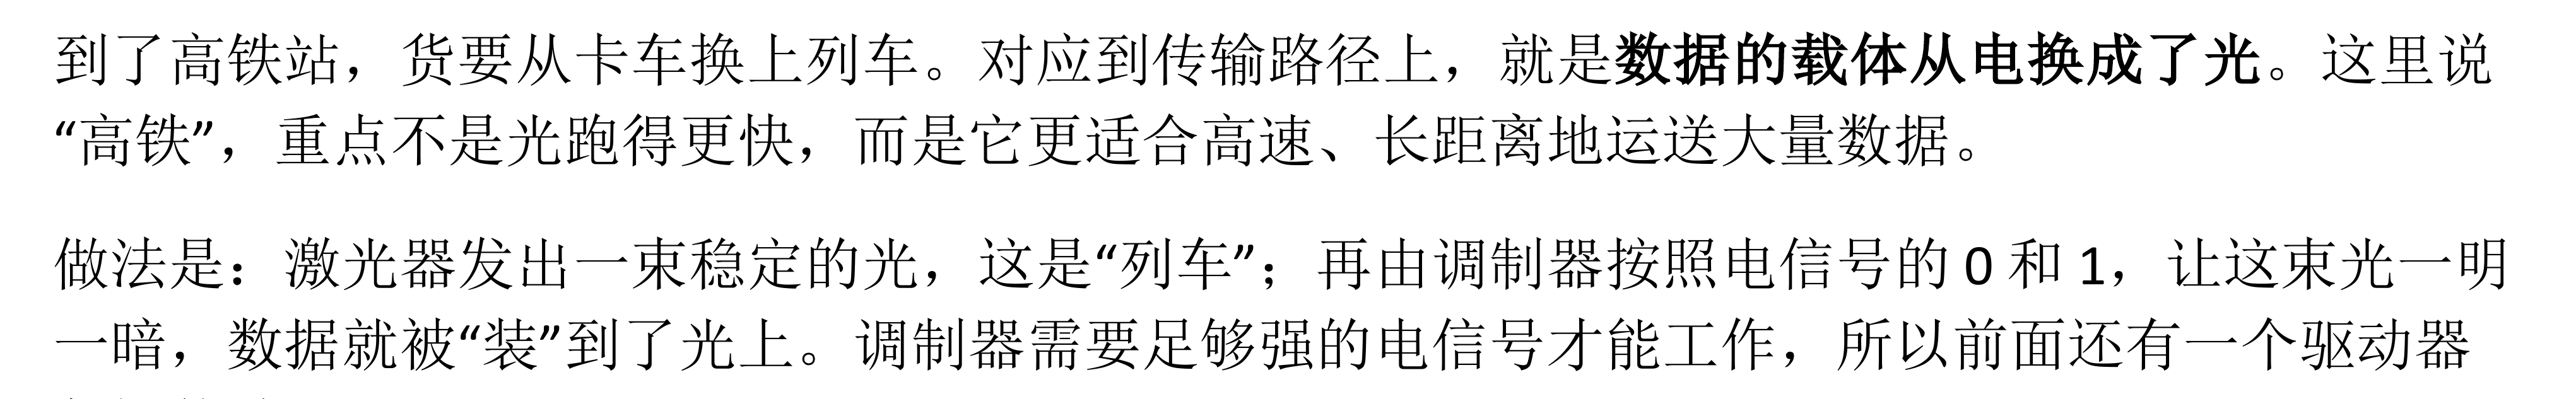 到了高铁站，货要从卡车换上列车。对应到传输路径上，就是数据的载体从电换成了光。这里说
“高铁”，重点不是光跑得更快，而是它更适合高速、长距离地运送大量数据。
做法是：激光器发出一束稳定的光，这是“列车”；再由调制器按照电信号的 0 和 1，让这束光一明
一暗，数据就被“装”到了光上。调制器需要足够强的电信号才能工作，所以前面还有一个驱动器